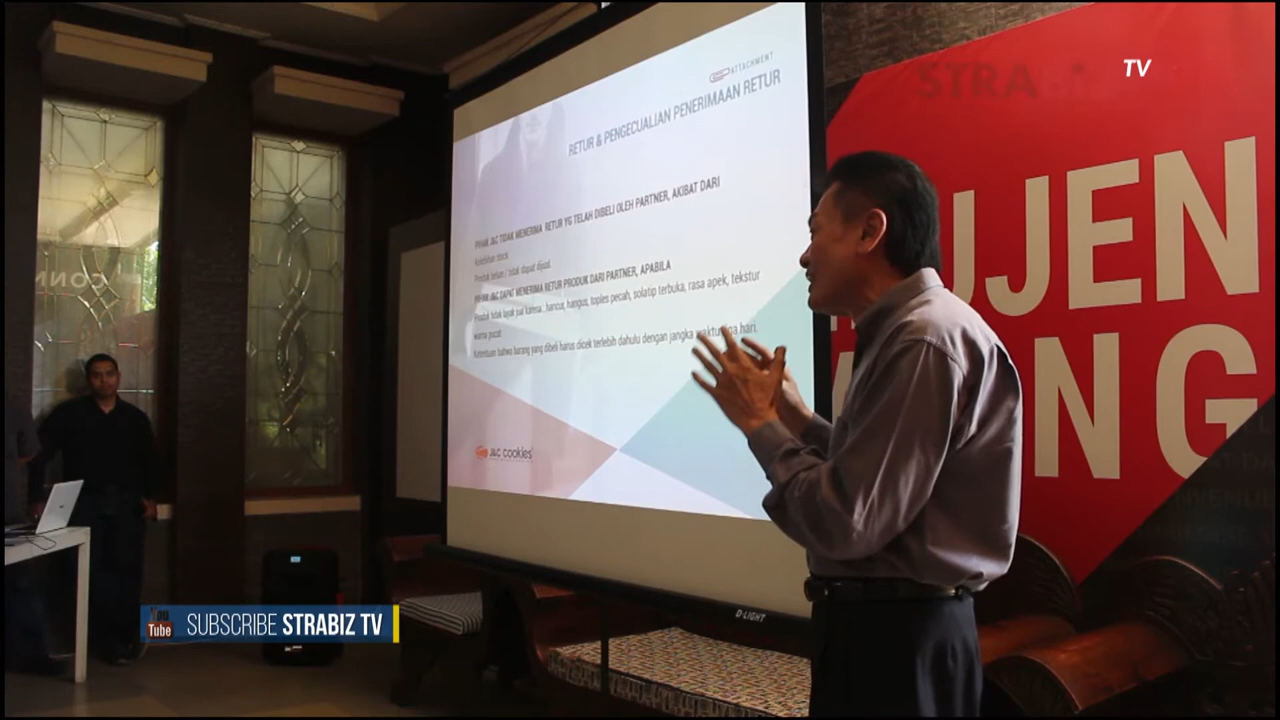 TV
STRA
ATTACHMENT
RETUR & PENGECUALIAN PENERIMAAN RETUR
PIHAK J&C TIDAK MENERIMA RETUR YG TELAH DIBELI OLEH PARTNER, AKIBAT DARI
Kelebihan stock
Produk belum / tidak dapat dijual
PIHAK J&C DAPAT MENERIMA RETUR PRODUK DARI PARTNER, APABILA
Produk tidak layak jual karena : hancur, hangus, toples pecah, solatip terbuka, rasa apek, tekstur
warna pucat
Ketentuan bahwa barang yang dibeli harus dicek terlebih dahulu dengan jangka waktu ga hari.
J&C cookies
UJEN
NG
CONN
D-LIGHT
You
Tube
SUBSCRIBE STRABIZ TV